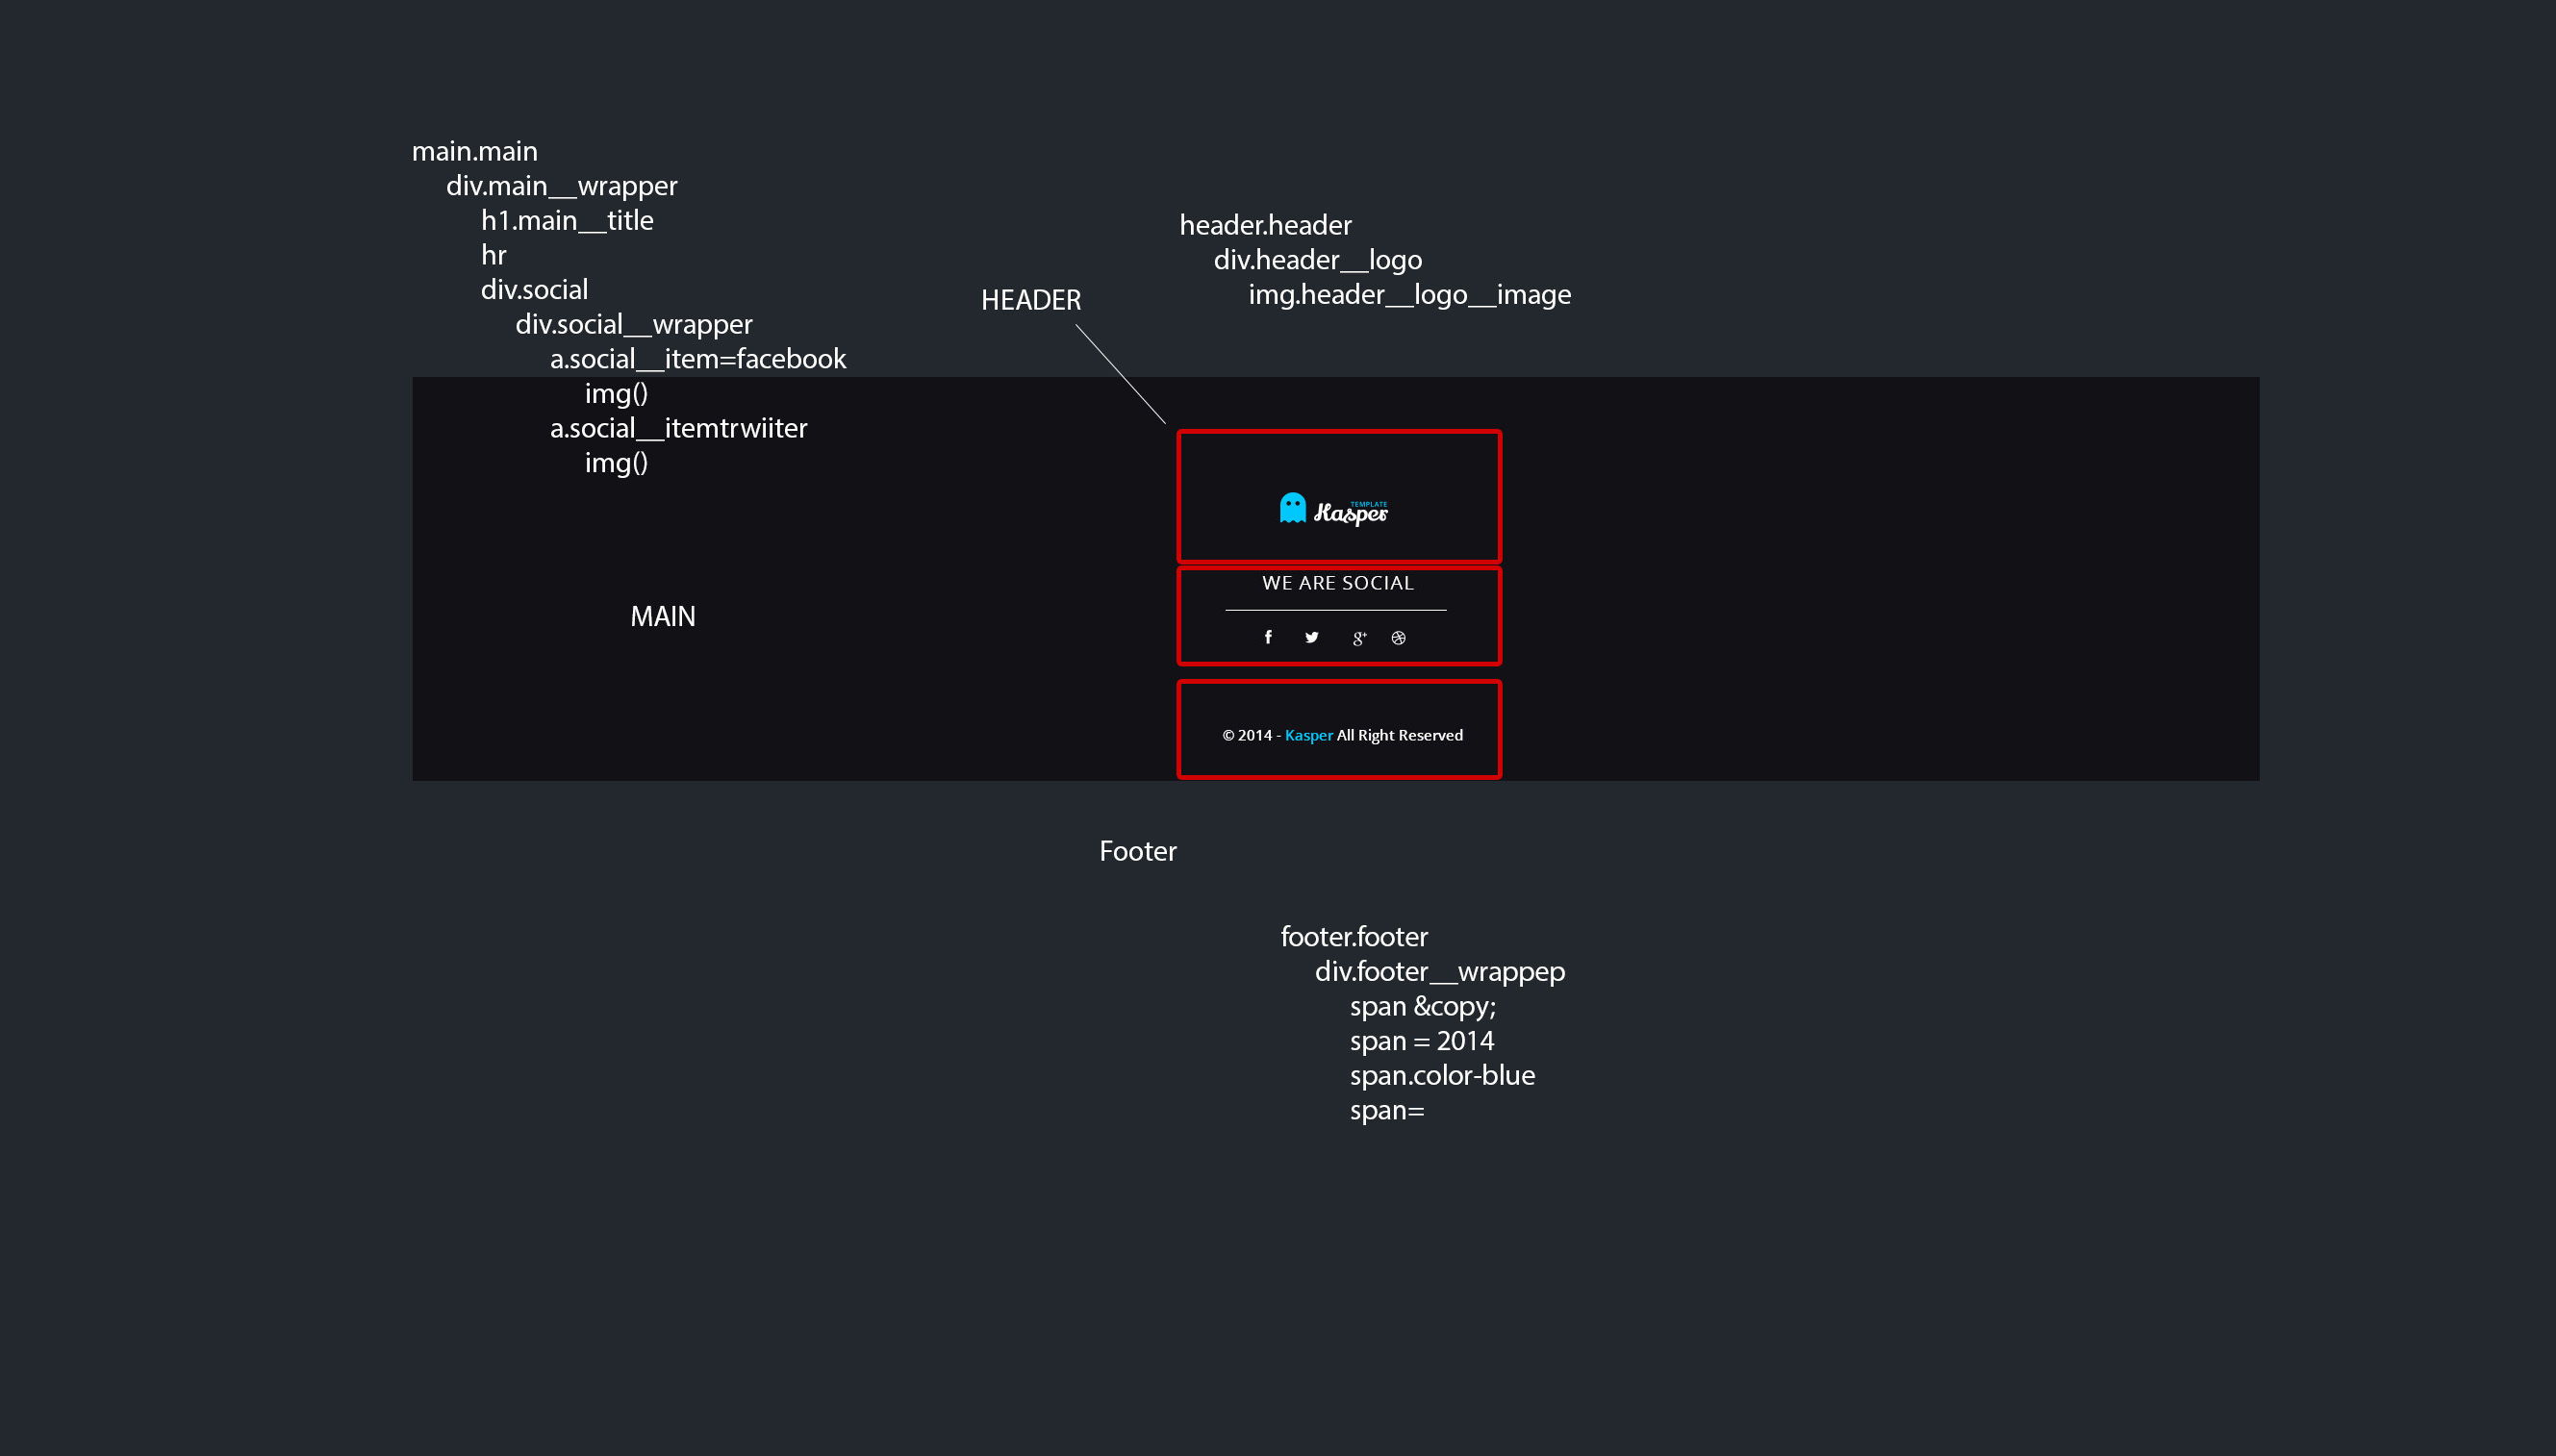 main.main
div.main__wrapper
h1.main__title
hr
div.social
div.social__wrapper
a.social__item=facebook
img()
a.social__itemtrwiiter
img()
header.header
div.header__logo
img.header__logo__image
HEADER
TEMPLATE
Kasper
WE ARE SOCIAL
f
g+
MAIN
© 2014 - Kasper All Right Reserved
Footer
footer.footer
div.footer__wrappep
span &copy;
span = 2014
span.color-blue
span=